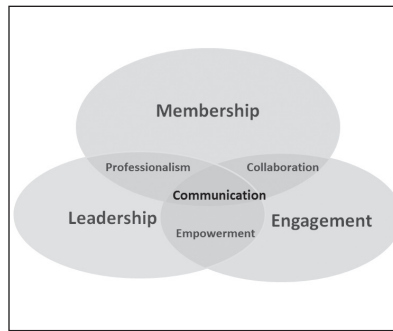 Membership
Professionalism
Collaboration
Communication
Leadership
Engagement
Empowerment